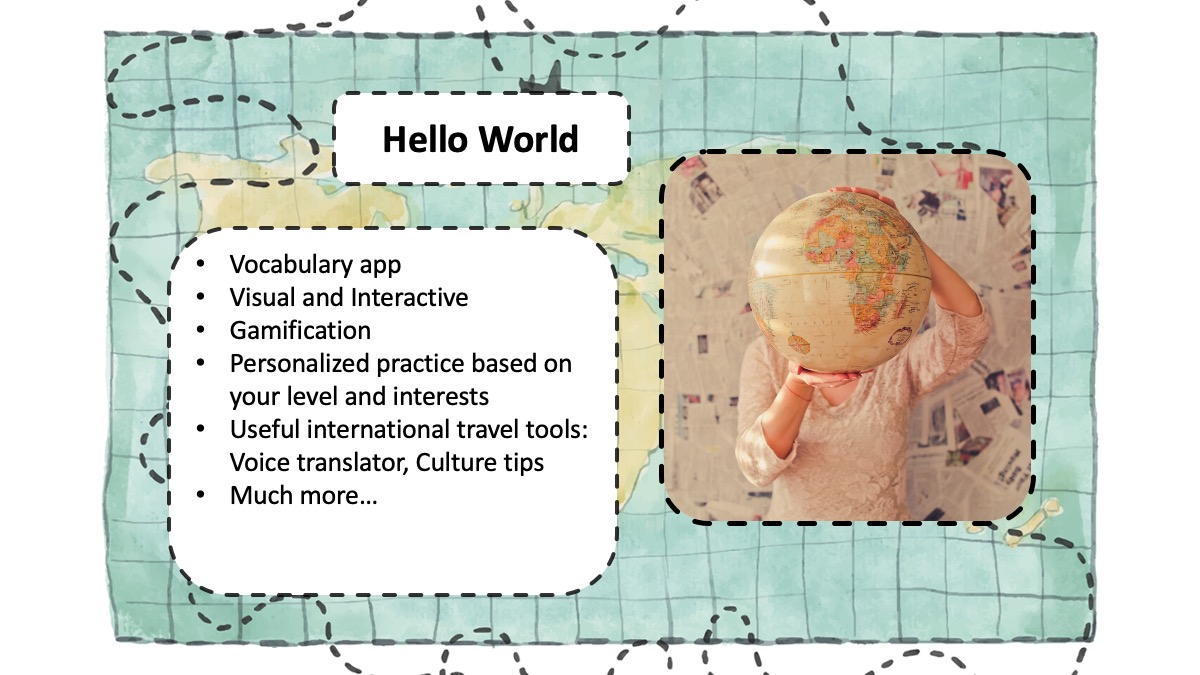 Hello World
• Vocabulary app
• Visual and Interactive
• Gamification
• Personalized practice based on
your level and interests
• Useful international travel tools:
Voice translator, Culture tips
• Much more…